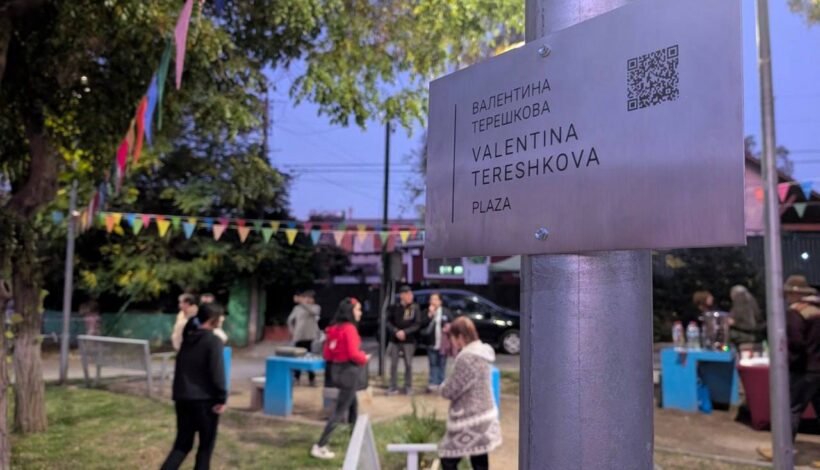 ВАЛЕНТИНА
ТЕРЕШКОВА
VALENTINA
TERESHKOVA
PLAZA